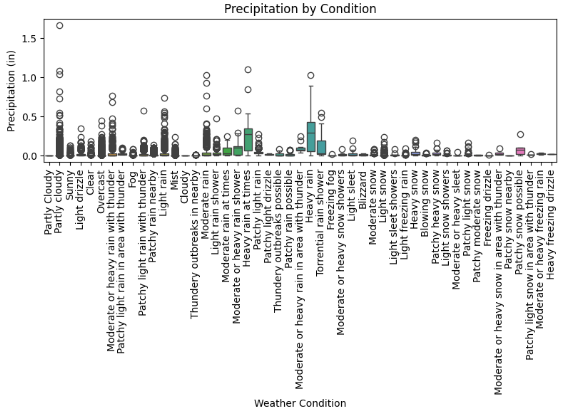 Precipitation by Condition
Precipitation (in)
1.5
1.0
0.5
0.0
Partly Cloudy
Partly cloudy
Sunny
Light drizzle
Clear
Overcast
Moderate or heavy rain with thunder
Patchy light rain in area with thunder
Fog
Patchy light rain with thunder
Patchy rain nearby
Light rain
Mist
Cloudy
Thundery outbreaks in nearby
Moderate rain
Light rain shower
Moderate rain at times
Moderate or heavy rain shower
Heavy rain at times
Patchy light rain
Patchy light drizzle
Thundery outbreaks possible
Patchy rain possible
Moderate or heavy rain in area with thunder
Heavy rain
Torrential rain shower
Freezing fog
Moderate or heavy snow showers
Light sleet
Blizzard
Moderate snow
Light snow
Light sleet showers
Light freezing rain
Heavy snow
Blowing snow
Patchy heavy snow
Light snow showers
Moderate or heavy sleet
Patchy light snow
Patchy moderate snow
Freezing drizzle
Moderate or heavy snow in area with thunder
Patchy snow nearby
Patchy snow possible
Patchy light snow in area with thunder
Moderate or heavy freezing rain
Heavy freezing drizzle
Weather Condition